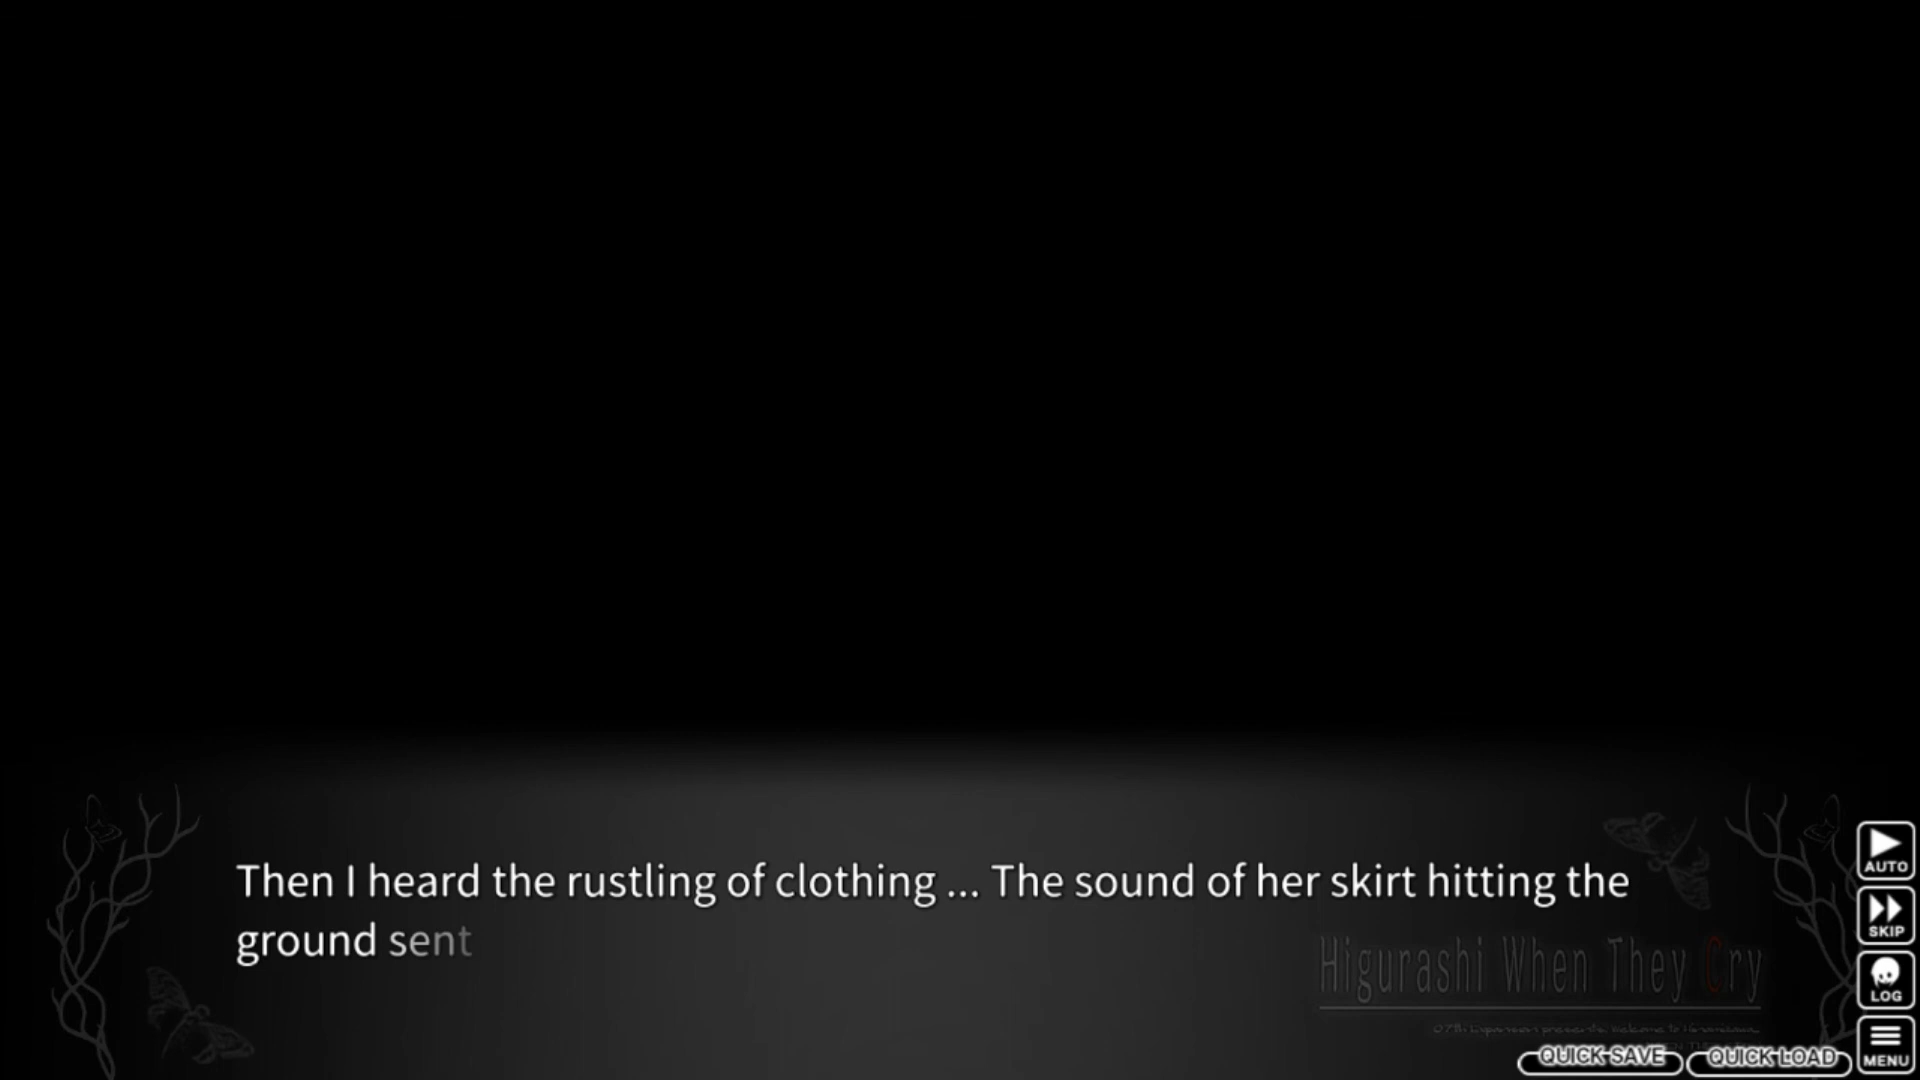 Then I heard the rustling of clothing ... The sound of her skirt hitting the
ground sent
Higurashi When They Cry
AUTO
SKIP
LOG
MENU
QUICK SAVE
QUICK LOAD